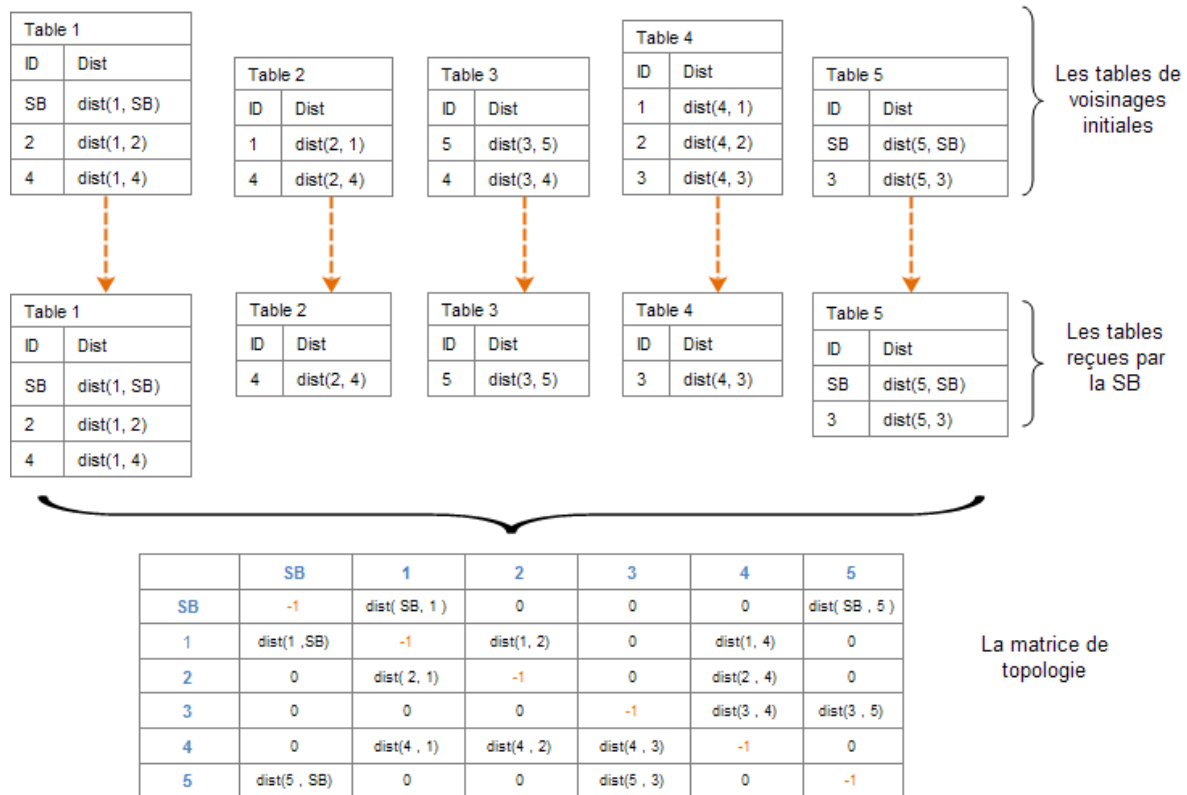 Table 1
ID Dist
SB dist(1, SB)
2 dist(1, 2)
4 dist(1, 4)
Table 2
ID Dist
1 dist(2, 1)
4 dist(2, 4)
Table 3
ID Dist
5 dist(3, 5)
4 dist(3, 4)
Table 4
ID Dist
1 dist(4, 1)
2 dist(4, 2)
3 dist(4, 3)
Table 5
ID Dist
SB dist(5, SB)
3 dist(5, 3)
Les tables de
voisinages
initiales
Table 1
ID Dist
SB dist(1, SB)
2 dist(1, 2)
4 dist(1, 4)
Table 2
ID Dist
4 dist(2, 4)
Table 3
ID Dist
5 dist(3, 5)
Table 4
ID Dist
3 dist(4, 3)
Table 5
ID Dist
SB dist(5, SB)
3 dist(5, 3)
Les tables
reçues par
la SB
SB 1 2 3 4 5
SB -1 dist( SB, 1 ) 0 0 0 dist( SB , 5 )
1 dist(1 ,SB) -1 dist(1, 2) 0 dist(1, 4) 0
2 0 dist( 2, 1) -1 0 dist(2 , 4) 0
3 0 0 0 -1 dist(3 , 4) dist(3 , 5)
4 0 dist(4 , 1) dist(4 , 2) dist(4 , 3) -1 0
5 dist(5 , SB) 0 0 dist(5 , 3) 0 -1
La matrice de
topologie